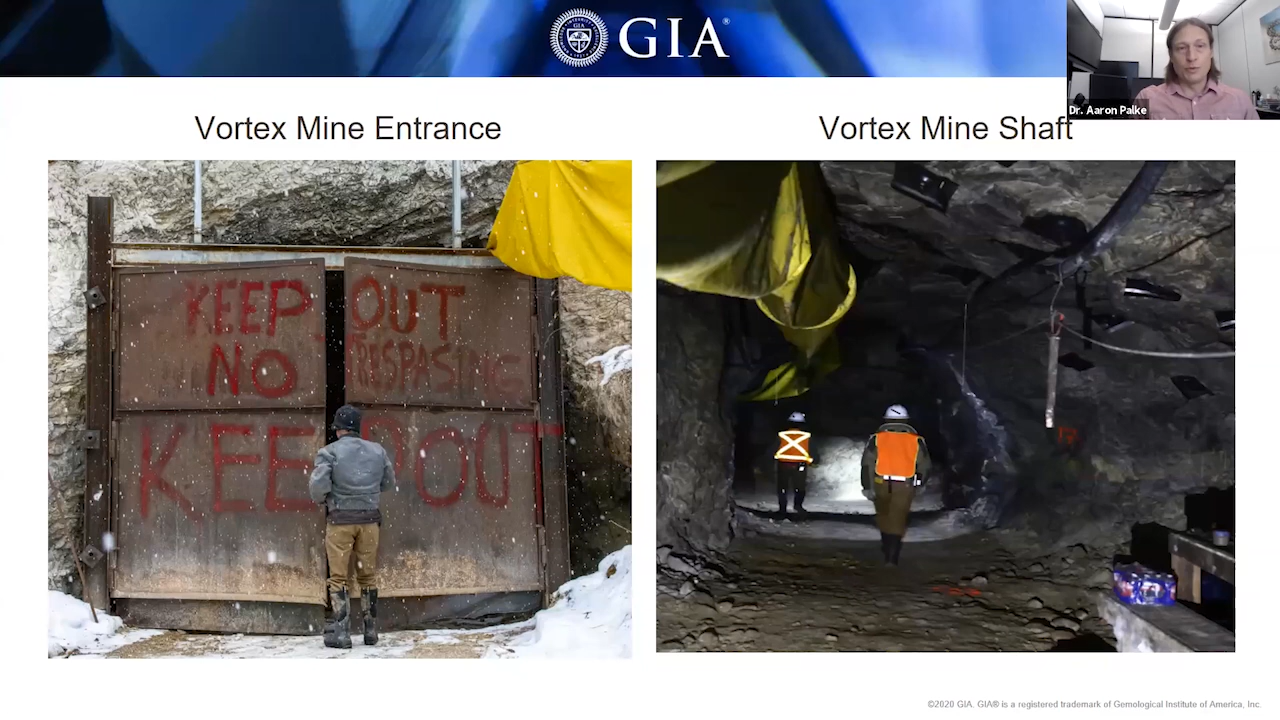 GIA®
Dr. Aaron Palke
Vortex Mine Entrance
Vortex Mine Shaft
KEEP OUT
NO TRESPASING
KEEP OUT
©2020 GIA. GIA® is a registered trademark of Gemological Institute of America, Inc.